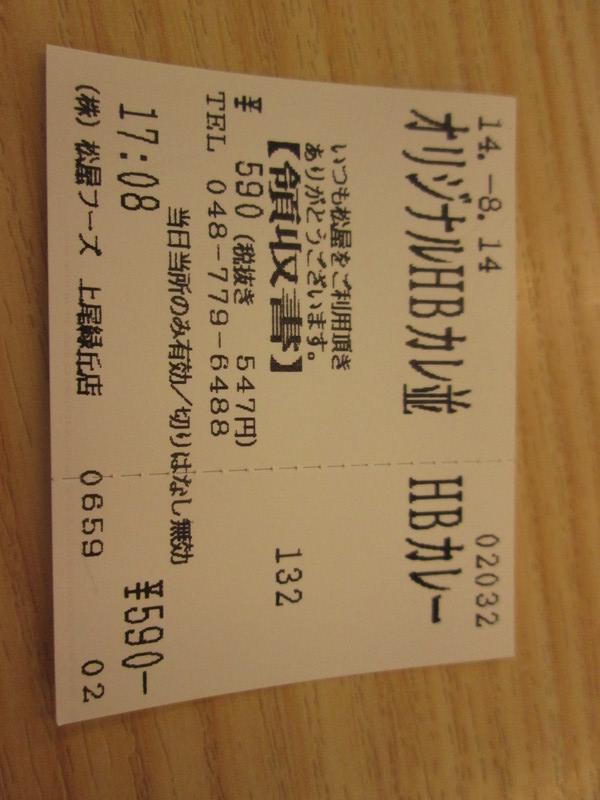 14.-8.14
02032
オリジナルHBカレ並
HBカレー
いつも松屋をご利用頂き
ありがとうございます。
【領収書】
132
¥ 590 (税抜き 547円)
TEL 048-779-6488
当日当所のみ有効/切りはなし無効
17:08
¥590-
(株) 松屋フーズ 上尾緑丘店
0659
02